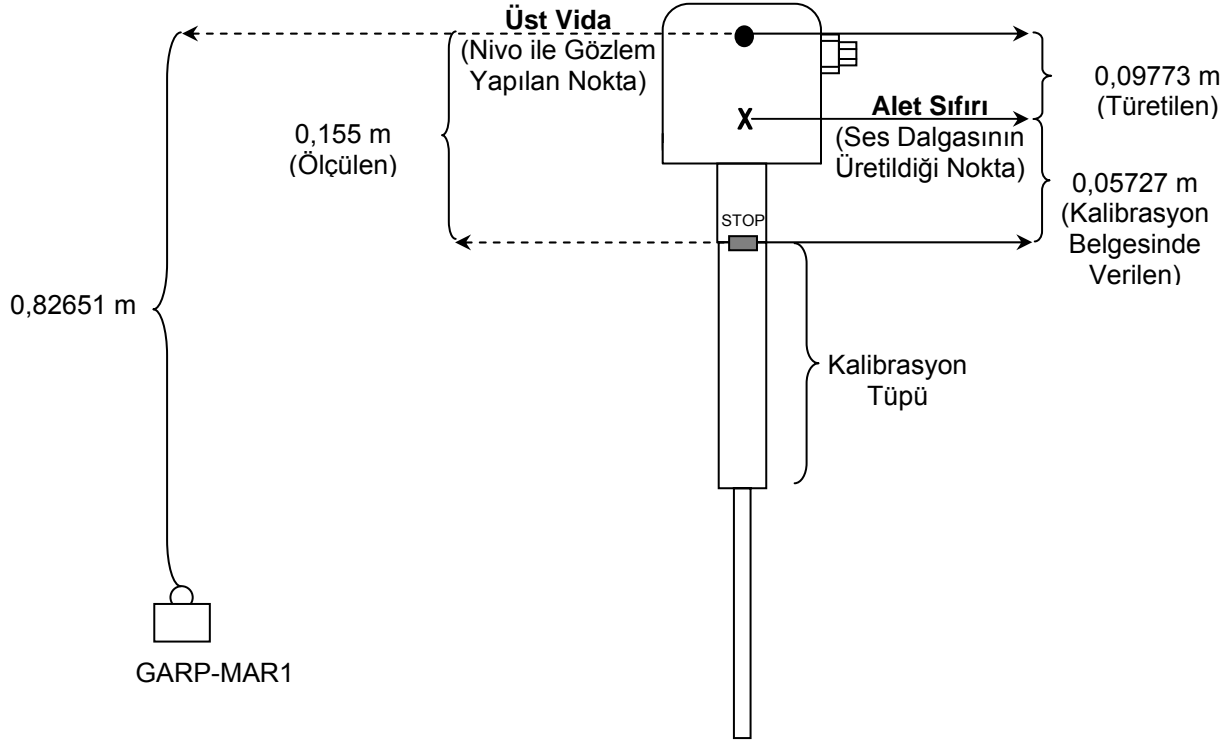 Üst Vida
(Nivo ile Gözlem
Yapılan Nokta)
0,09773 m
(Türetilen)
Alet Sıfırı
(Ses Dalgasının
Üretildiği Nokta)
X
0,155 m
(Ölçülen)
0,05727 m
(Kalibrasyon
Belgesinde
Verilen)
STOP
0,82651 m
Kalibrasyon
Tüpü
GARP-MAR1